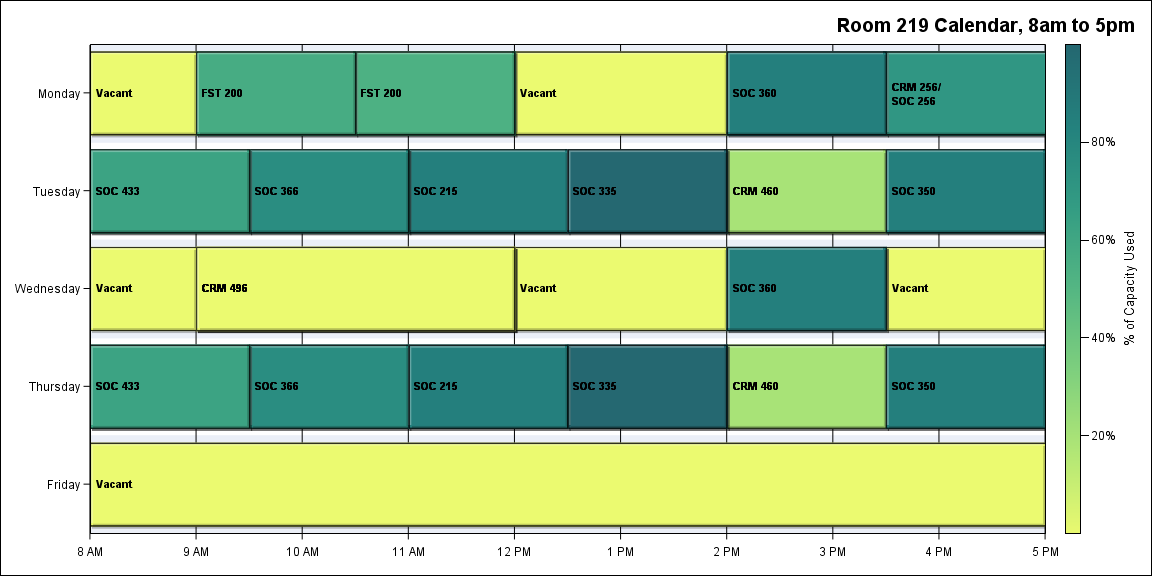 Room 219 Calendar, 8am to 5pm
Monday
Vacant
FST 200
FST 200
Vacant
SOC 360
CRM 256/
SOC 256
Tuesday
SOC 433
SOC 366
SOC 215
SOC 335
CRM 460
SOC 350
Wednesday
Vacant
CRM 496
Vacant
SOC 360
Vacant
Thursday
SOC 433
SOC 366
SOC 215
SOC 335
CRM 460
SOC 350
Friday
Vacant
8 AM
9 AM
10 AM
11 AM
12 PM
1 PM
2 PM
3 PM
4 PM
5 PM
80%
60%
40%
20%
% of Capacity Used